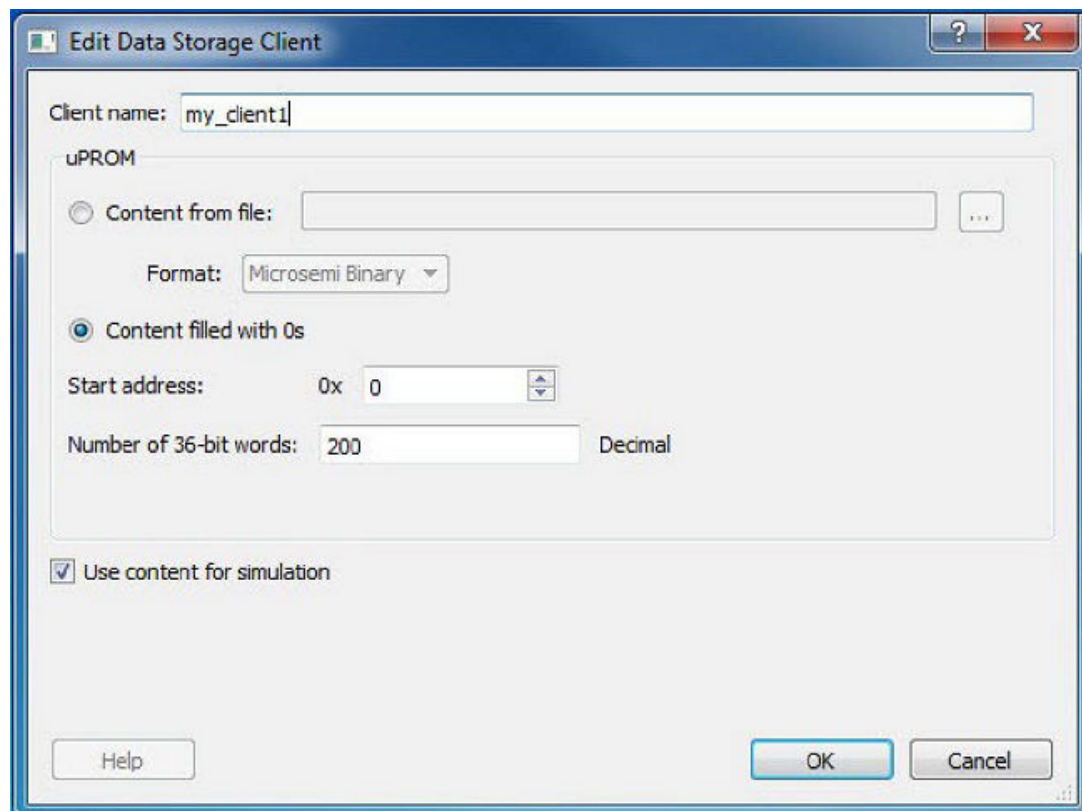 Edit Data Storage Client
?
X
Client name: my_client1
uPROM
Content from file: ...
Format: Microsemi Binary
Content filled with 0s
Start address: 0x 0
Number of 36-bit words: 200 Decimal
Use content for simulation
Help OK Cancel